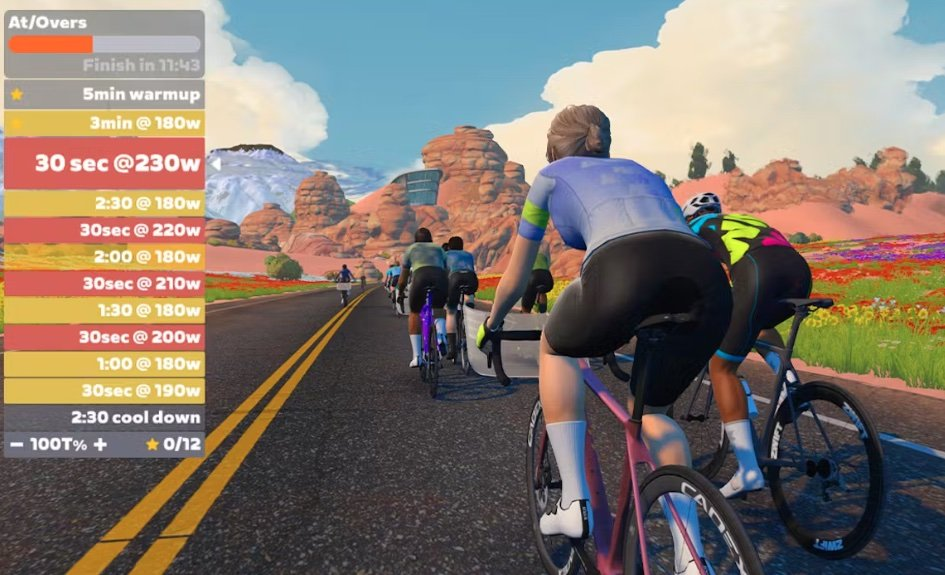 At/Overs
Finish in 11:43
5min warmup
3min @ 180w
30 sec @230w
2:30 @ 180w
30sec @ 220w
2:00 @ 180w
30sec @ 210w
1:30 @ 180w
30sec @ 200w
1:00 @ 180w
30sec @ 190w
2:30 cool down
− 100T% + 0/12
ZWIFT